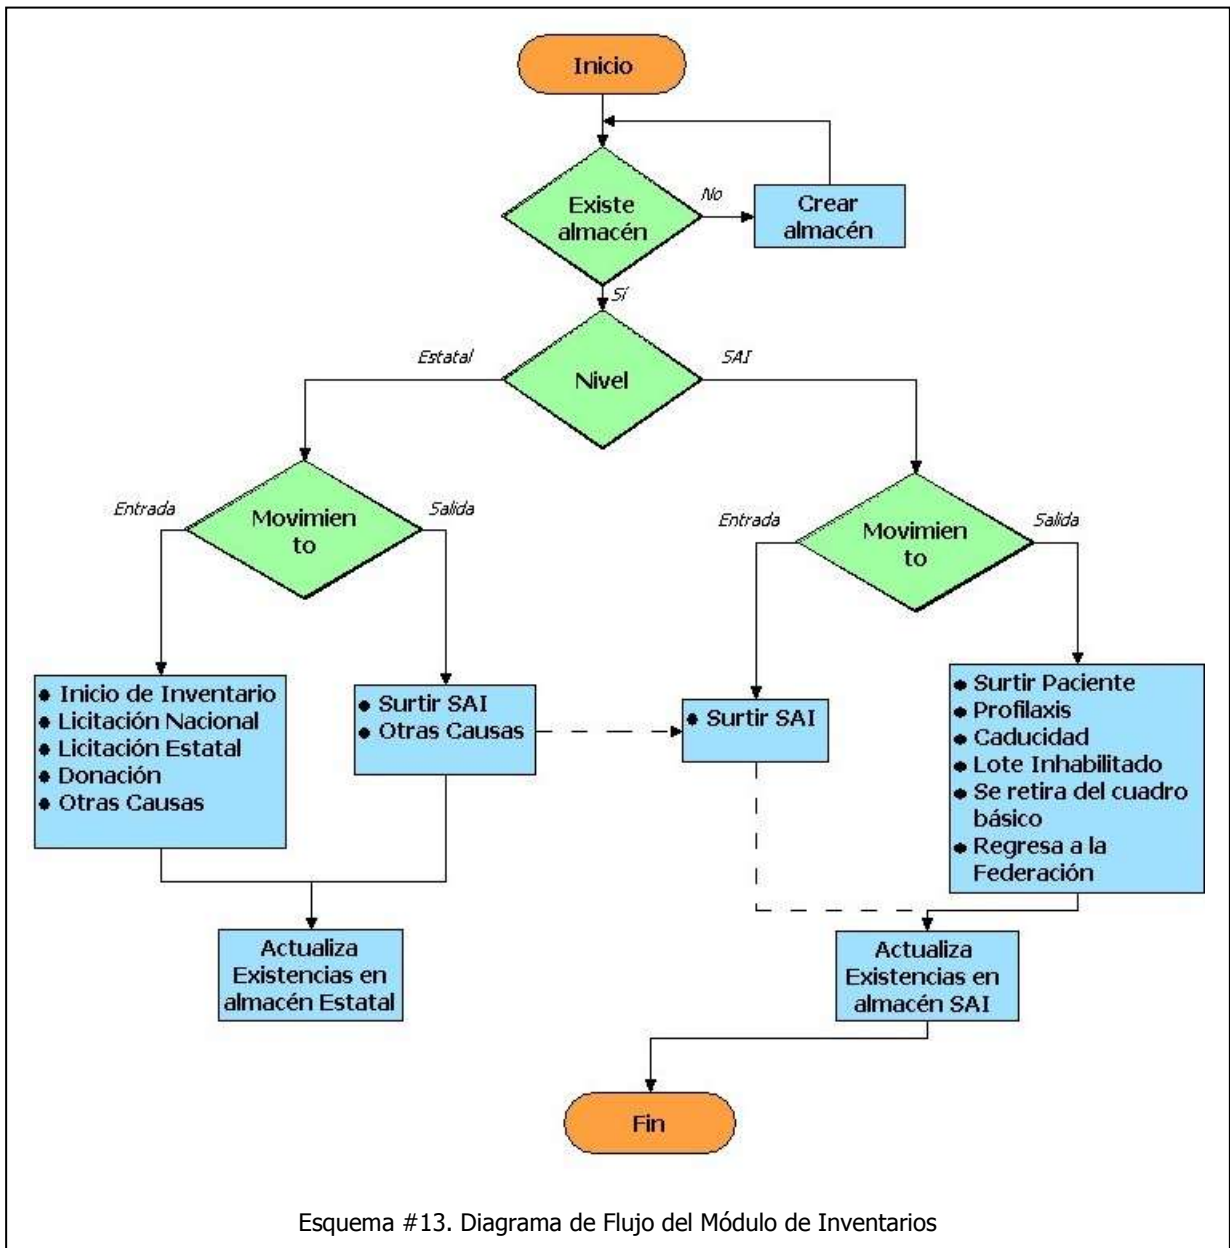 Inicio
Existe
almacén
No
Crear
almacén
Sí
Nivel
Estatal
SAI
Movimien
to
Entrada
Salida
Movimien
to
Entrada
Salida
• Inicio de Inventario
• Licitación Nacional
• Licitación Estatal
• Donación
• Otras Causas
• Surtir SAI
• Otras Causas
• Surtir SAI
• Surtir Paciente
• Profilaxis
• Caducidad
• Lote Inhabilitado
• Se retira del cuadro
básico
• Regresa a la
Federación
Actualiza
Existencias en
almacén Estatal
Actualiza
Existencias en
almacén SAI
Fin
Esquema #13. Diagrama de Flujo del Módulo de Inventarios